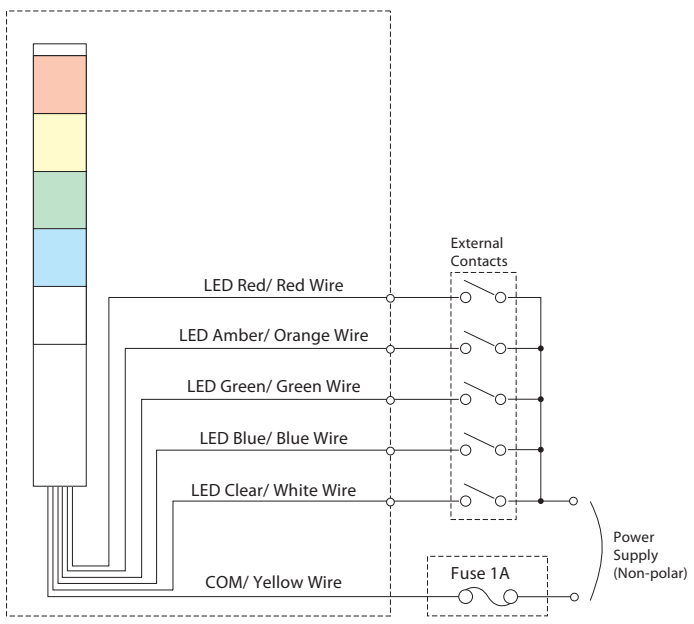 External
Contacts
LED Red/ Red Wire
LED Amber/ Orange Wire
LED Green/ Green Wire
LED Blue/ Blue Wire
LED Clear/ White Wire
COM/ Yellow Wire
Fuse 1A
Power
Supply
(Non-polar)